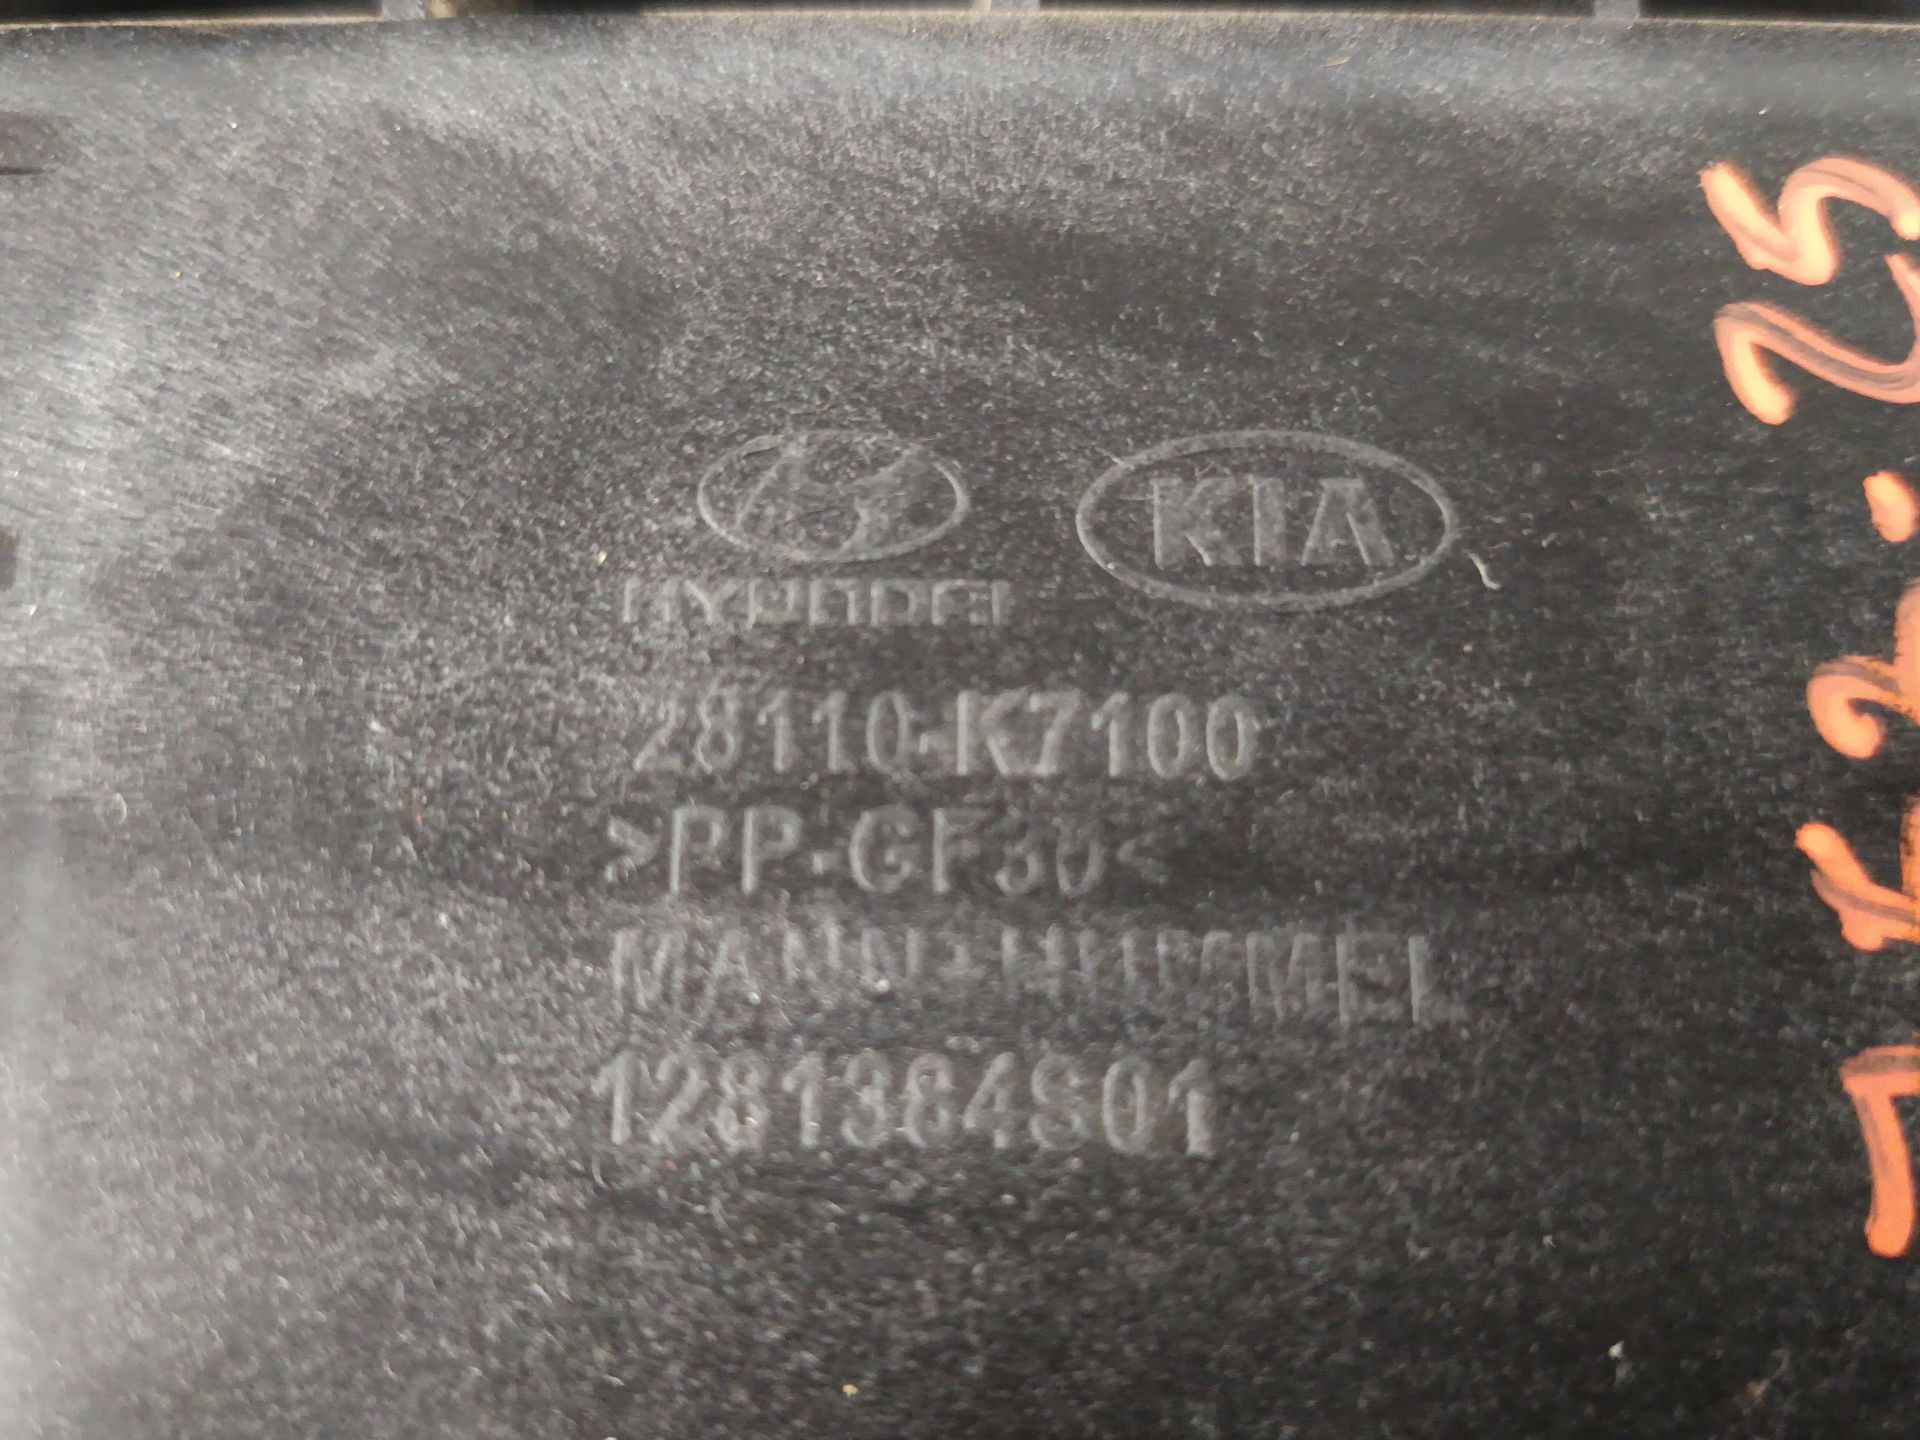 KIA
HYUNDAI
28110-K7100
>PP-GF30<
MANN+HUMMEL
1281384S01